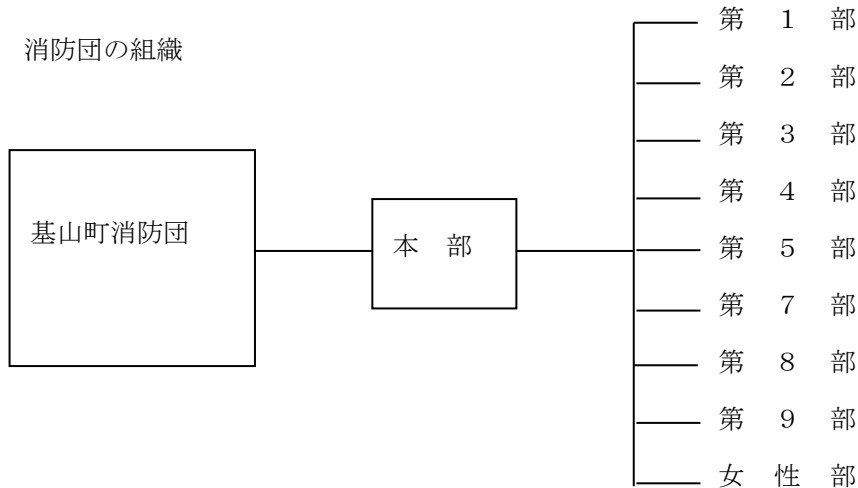 消防団の組織
基山町消防団
本　部
第　１　部
第　２　部
第　３　部
第　４　部
第　５　部
第　７　部
第　８　部
第　９　部
女　性　部